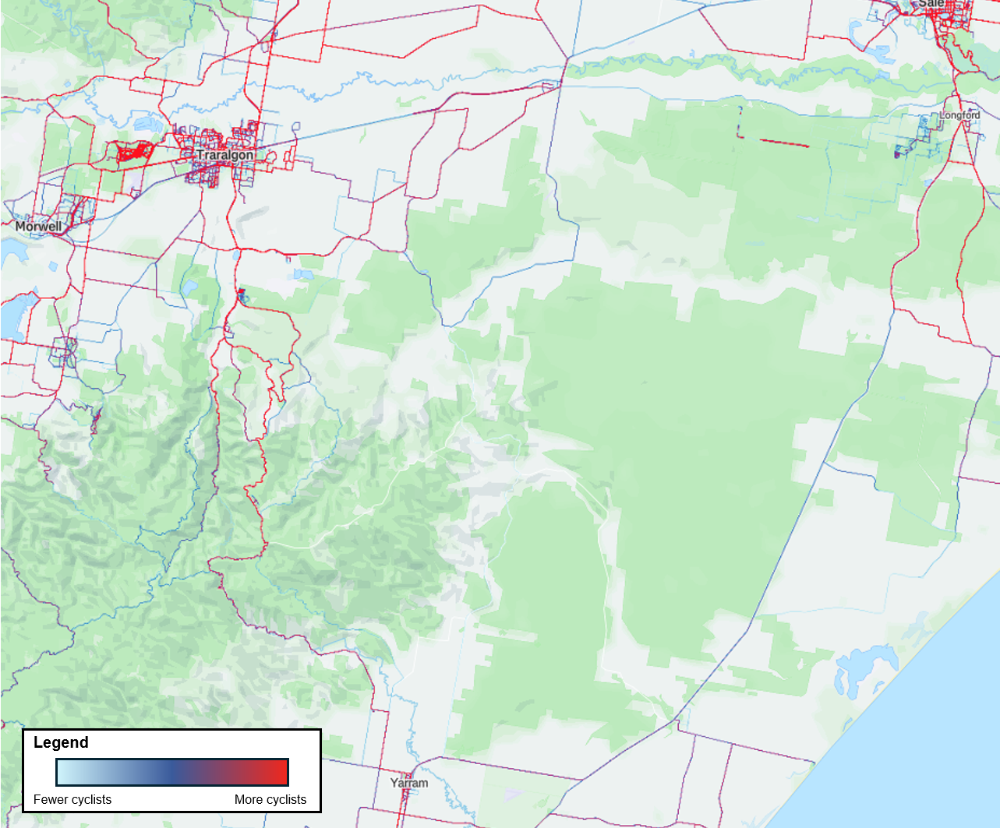 Sale
Longford
Traralgon
Morwell
Legend
Fewer cyclists
More cyclists
Yarram